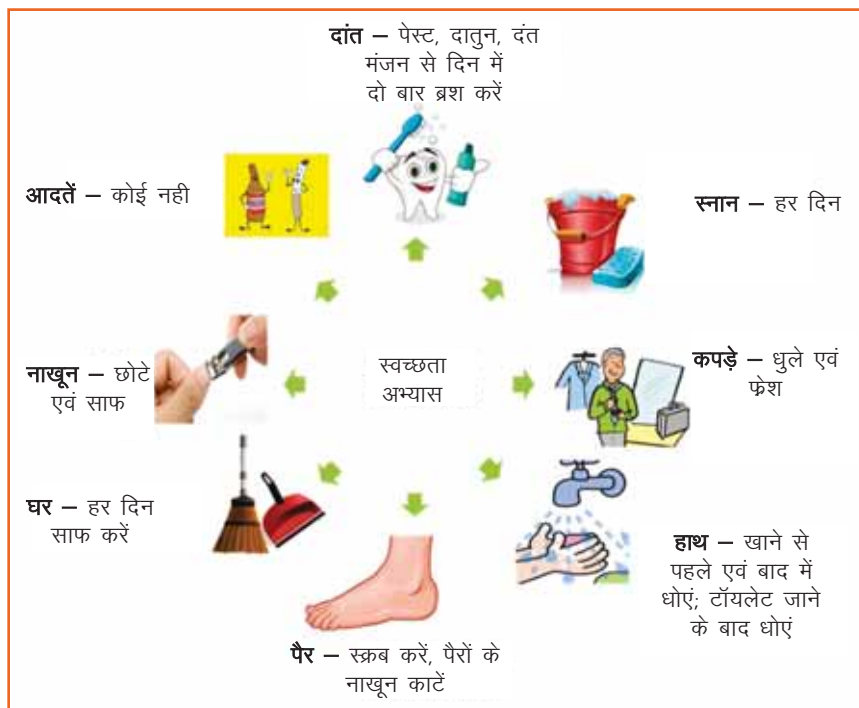 दांत – पेस्ट, दातुन, दंत
मंजन से दिन में
दो बार ब्रश करें
आदतें – कोई नही
स्नान – हर दिन
नाखून – छोटे
एवं साफ
स्वच्छता
अभ्यास
कपड़े – धुले एवं
फ्रेश
घर – हर दिन
साफ करें
हाथ – खाने से
पहले एवं बाद में
धोएं; टॉयलेट जाने
के बाद धोएं
पैर – स्क्रब करें, पैरों के
नाखून काटें